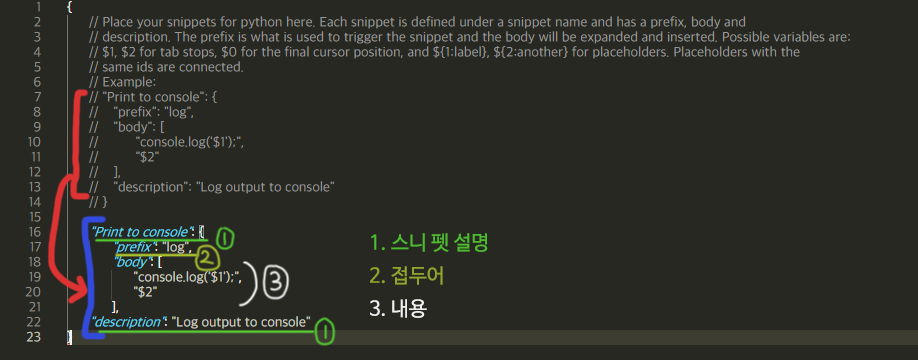 1 {
2 // Place your snippets for python here. Each snippet is defined under a snippet name and has a prefix, body and
3 // description. The prefix is what is used to trigger the snippet and the body will be expanded and inserted. Possible variables are:
4 // $1, $2 for tab stops, $0 for the final cursor position, and ${1:label}, ${2:another} for placeholders. Placeholders with the
5 // same ids are connected.
6 // Example:
7 // "Print to console": {
8 // "prefix": "log",
9 // "body": [
10 // "console.log('$1');",
11 // "$2"
12 // ],
13 // "description": "Log output to console"
14 // }
15
16 "Print to console": { 1
17 "prefix": "log", 2
18 "body": [
19 "console.log('$1');",
20 "$2" 3
21 ],
22 "description": "Log output to console" 1
23 }
1. 스니 펫 설명
2. 접두어
3. 내용